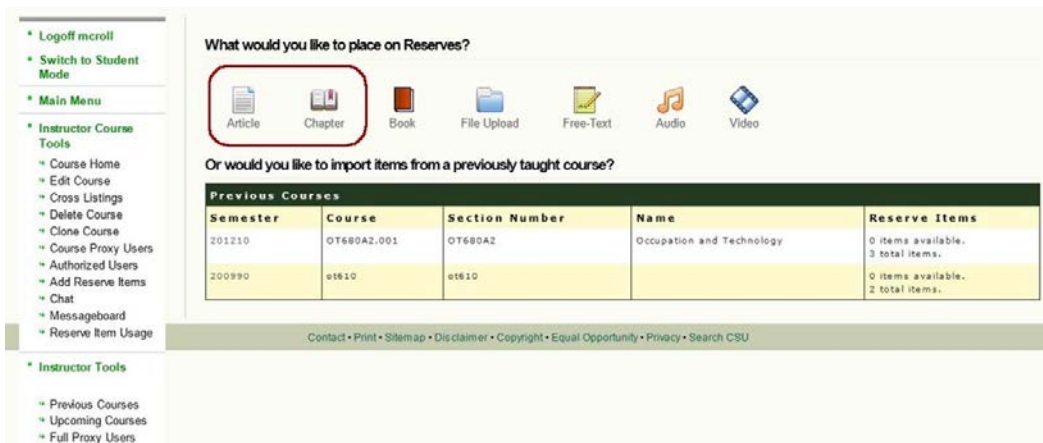 Logoff mcroll
Switch to Student
Mode
Main Menu
Instructor Course
Tools
Course Home
Edit Course
Cross Listings
Delete Course
Clone Course
Course Proxy Users
Authorized Users
Add Reserve Items
Chat
Messageboard
Reserve Item Usage
Instructor Tools
Previous Courses
Upcoming Courses
Full Proxy Users
What would you like to place on Reserves?
Article Chapter Book File Upload Free-Text Audio Video
Or would you like to import items from a previously taught course?
Previous Courses
Semester Course Section Number Name Reserve Items
201210 OT680A2.001 OT680A2 Occupation and Technology 0 items available.
3 total items.
200990 ot610 ot610 0 items available.
2 total items.
Contact • Print • Sitemap • Disclaimer • Copyright • Equal Opportunity • Privacy • Search CSU